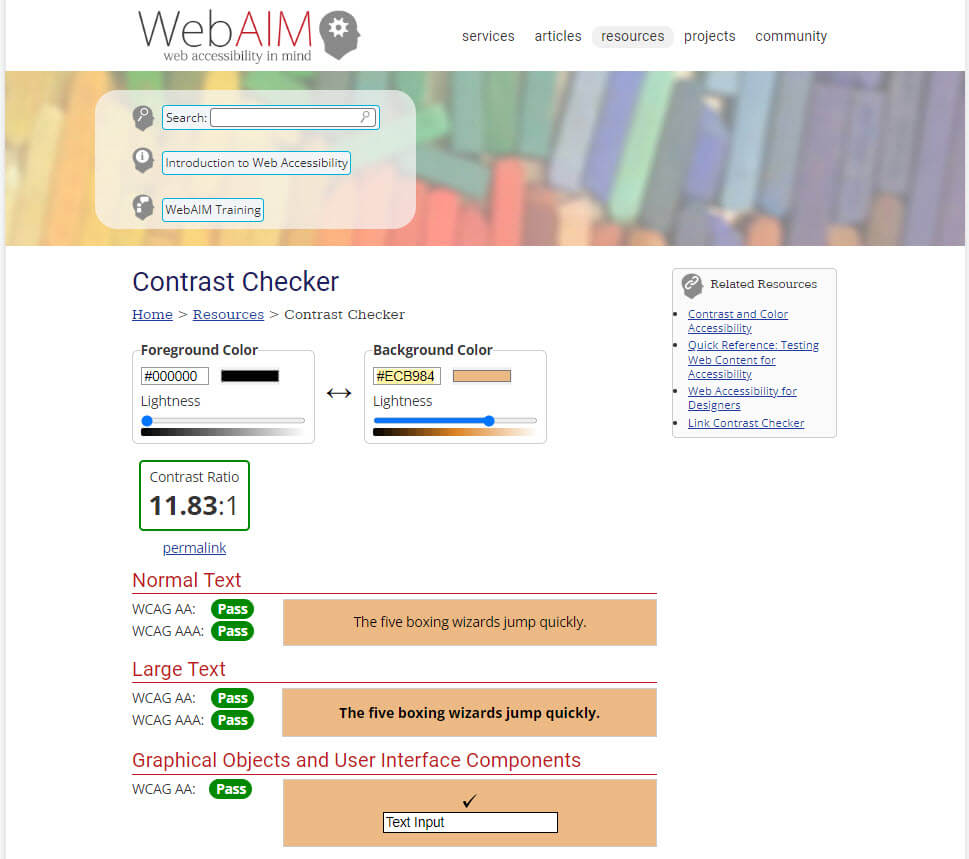 WebAIM
web accessibility in mind
services articles resources projects community
Search:
Introduction to Web Accessibility
WebAIM Training
Contrast Checker
Home > Resources > Contrast Checker
Foreground Color
#000000
Lightness
Background Color
#ECB984
Lightness
Contrast Ratio
11.83:1
permalink
Normal Text
WCAG AA: Pass
WCAG AAA: Pass
The five boxing wizards jump quickly.
Large Text
WCAG AA: Pass
WCAG AAA: Pass
The five boxing wizards jump quickly.
Graphical Objects and User Interface Components
WCAG AA: Pass
✓
Text Input
Related Resources
Contrast and Color
Accessibility
Quick Reference: Testing
Web Content for
Accessibility
Web Accessibility for
Designers
Link Contrast Checker